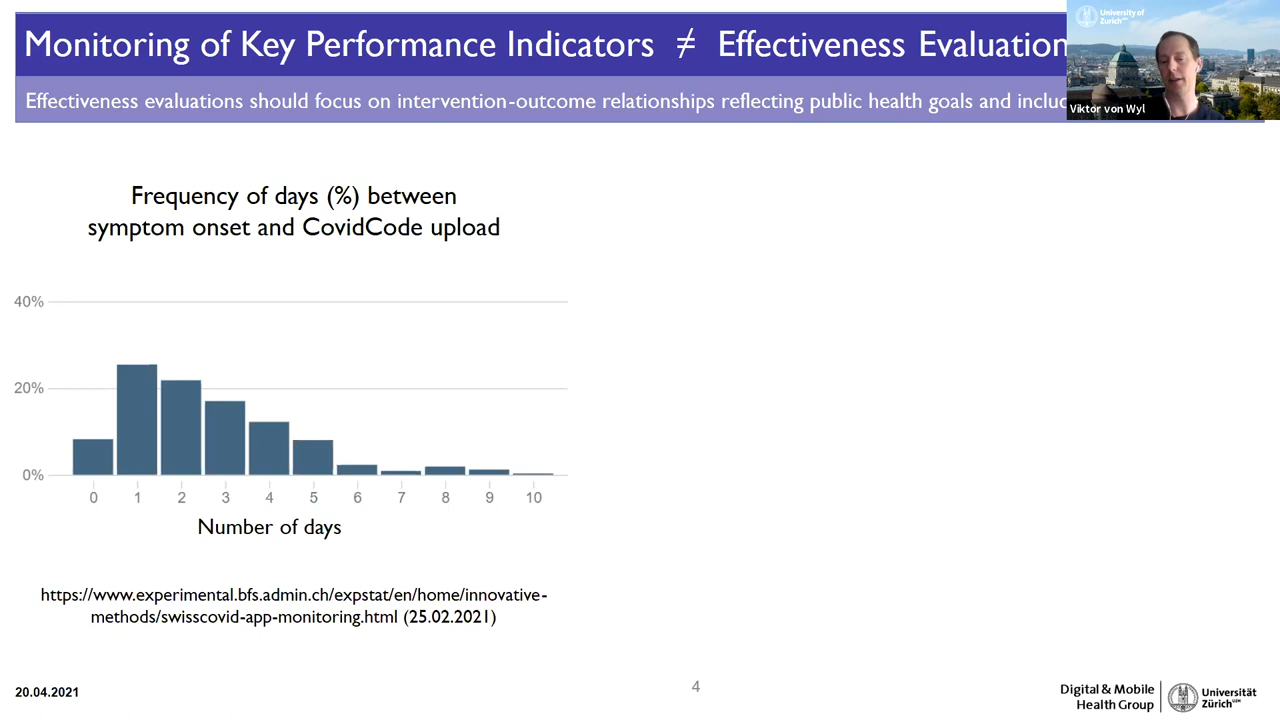 Monitoring of Key Performance Indicators ≠ Effectiveness Evaluation
Effectiveness evaluations should focus on intervention-outcome relationships reflecting public health goals and
University of
Zurich UZH
Viktor von Wyl
Frequency of days (%) between
symptom onset and CovidCode upload
40%
20%
0%
0 1 2 3 4 5 6 7 8 9 10
Number of days
https://www.experimental.bfs.admin.ch/expstat/en/home/innovative-
methods/swisscovid-app-monitoring.html (25.02.2021)
20.04.2021
4
Digital & Mobile
Health Group
Universität
Zürich UZH